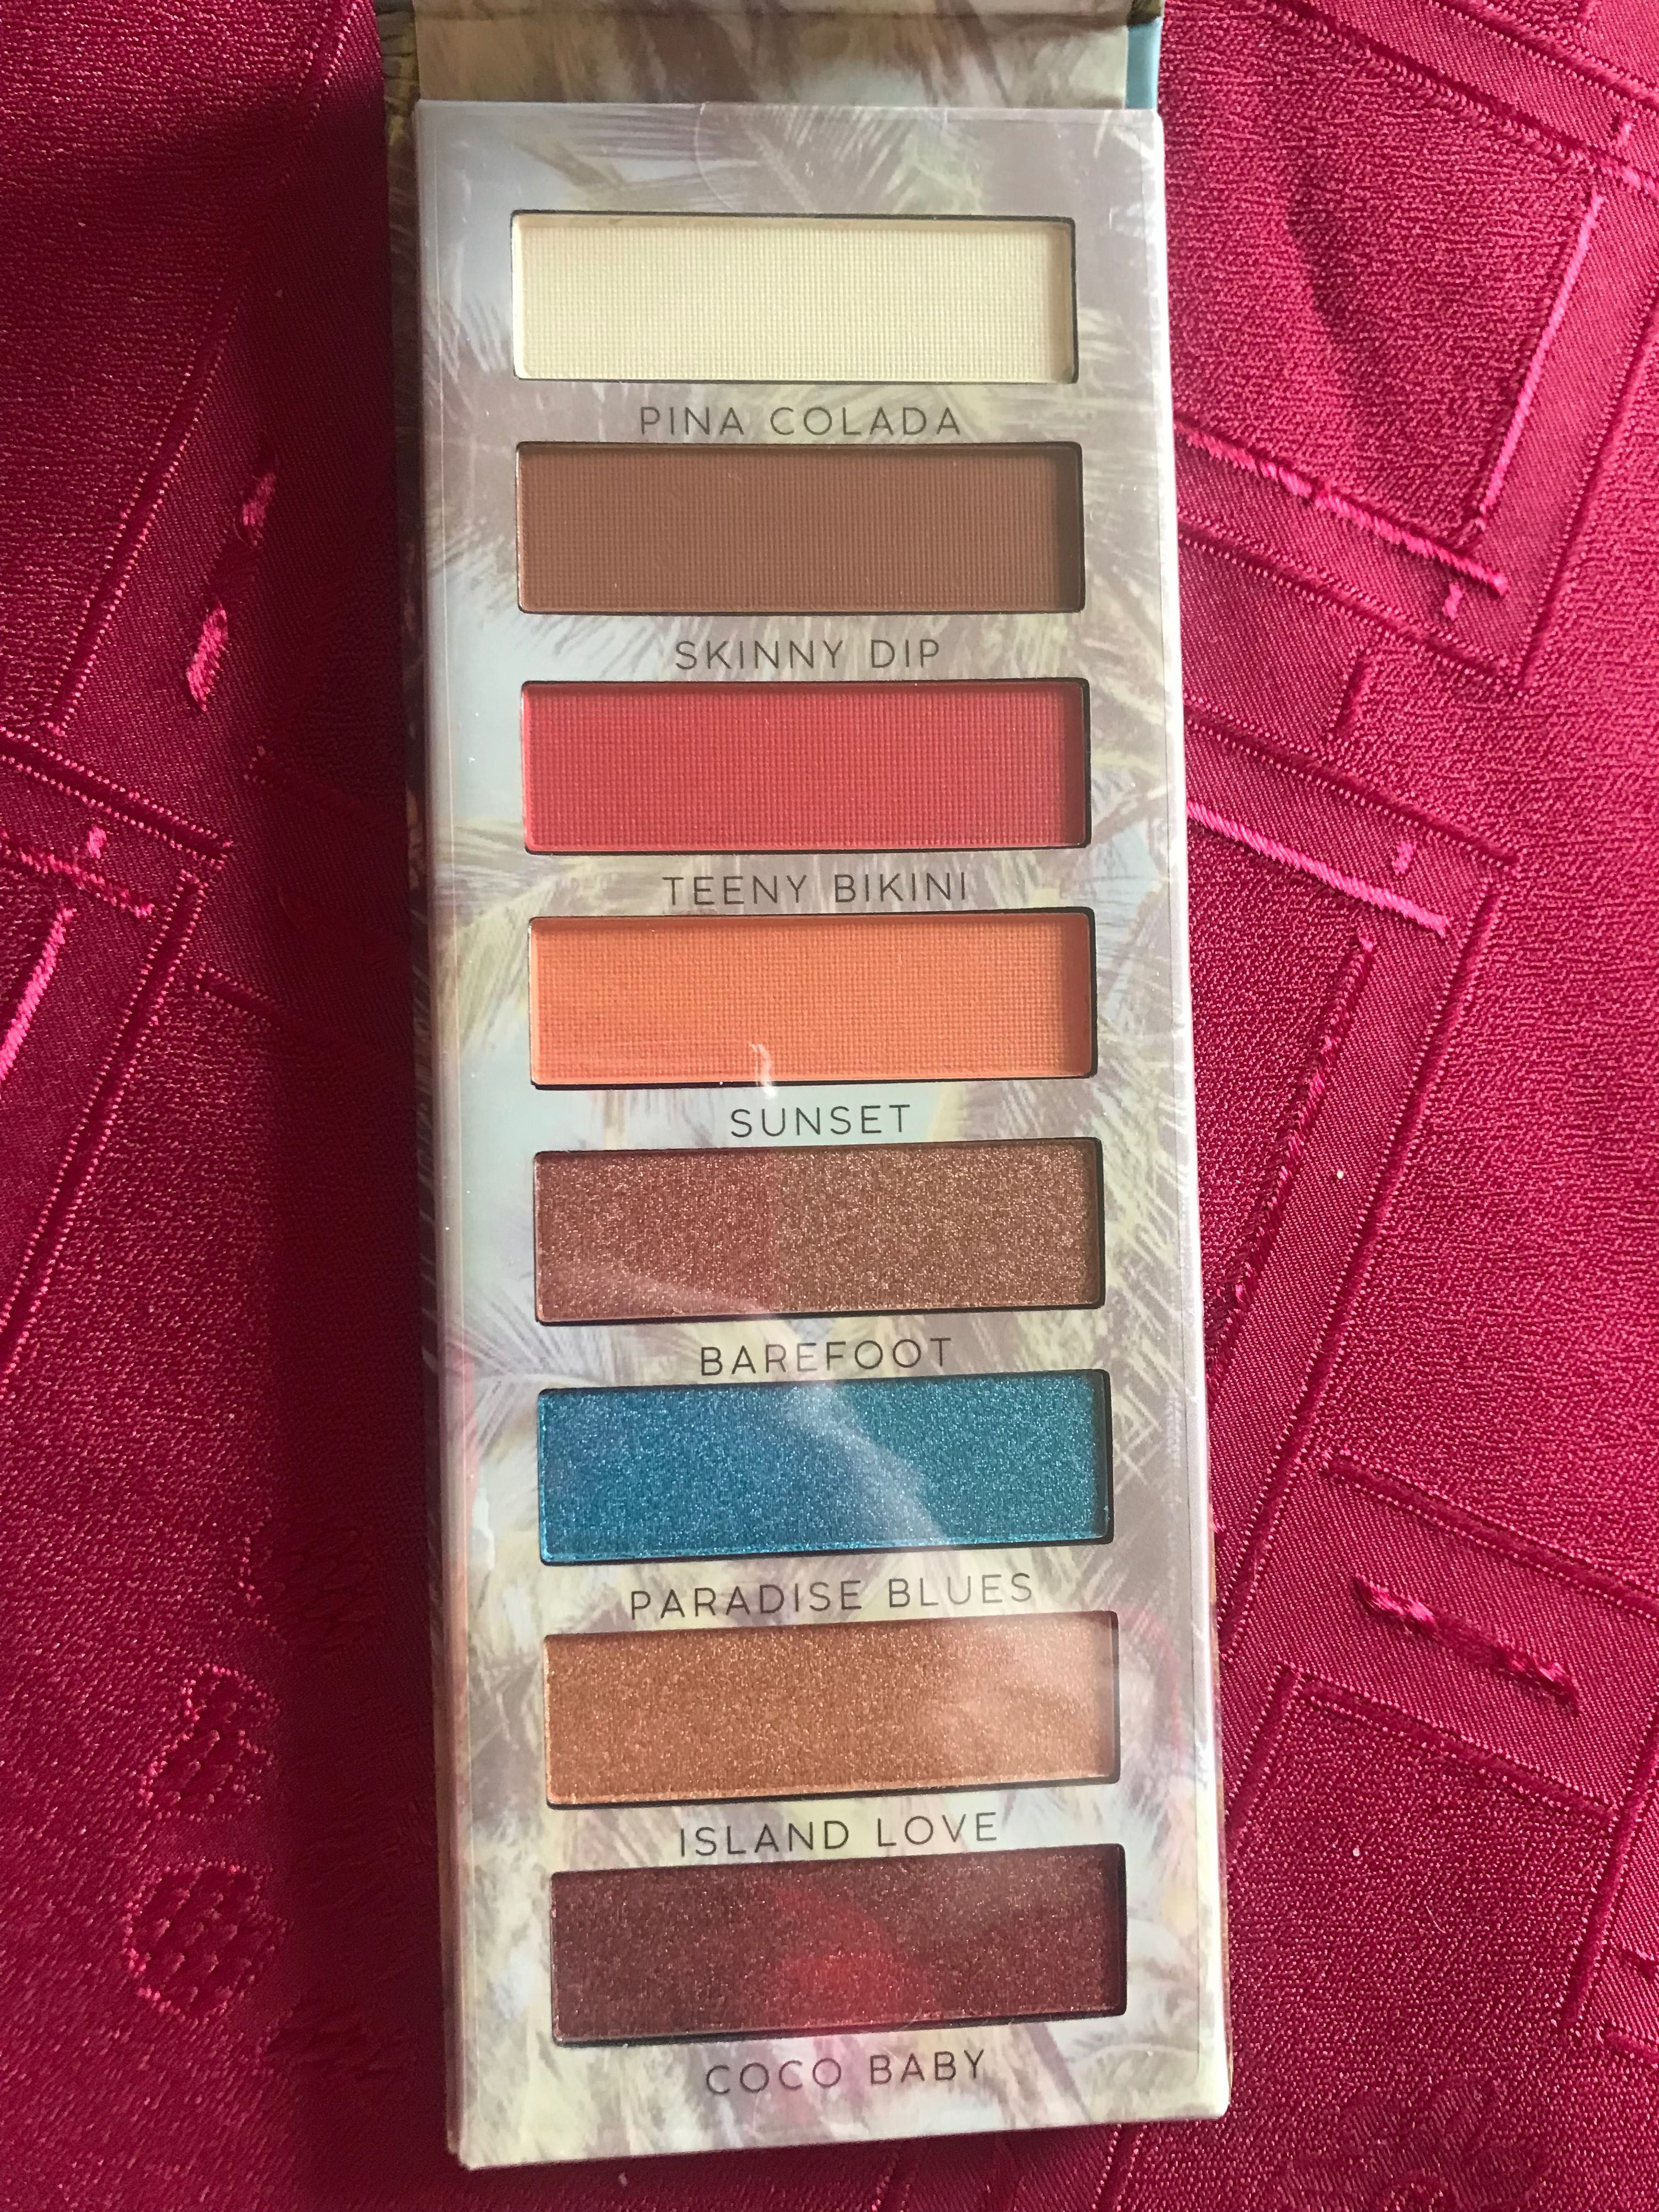 PINA COLADA
SKINNY DIP
TEENY BIKINI
SUNSET
BAREFOOT
PARADISE BLUES
ISLAND LOVE
COCO BABY